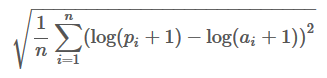 √(1/n ∑_{i=1}^{n} (log(p_i + 1) – log(a_i + 1))²)